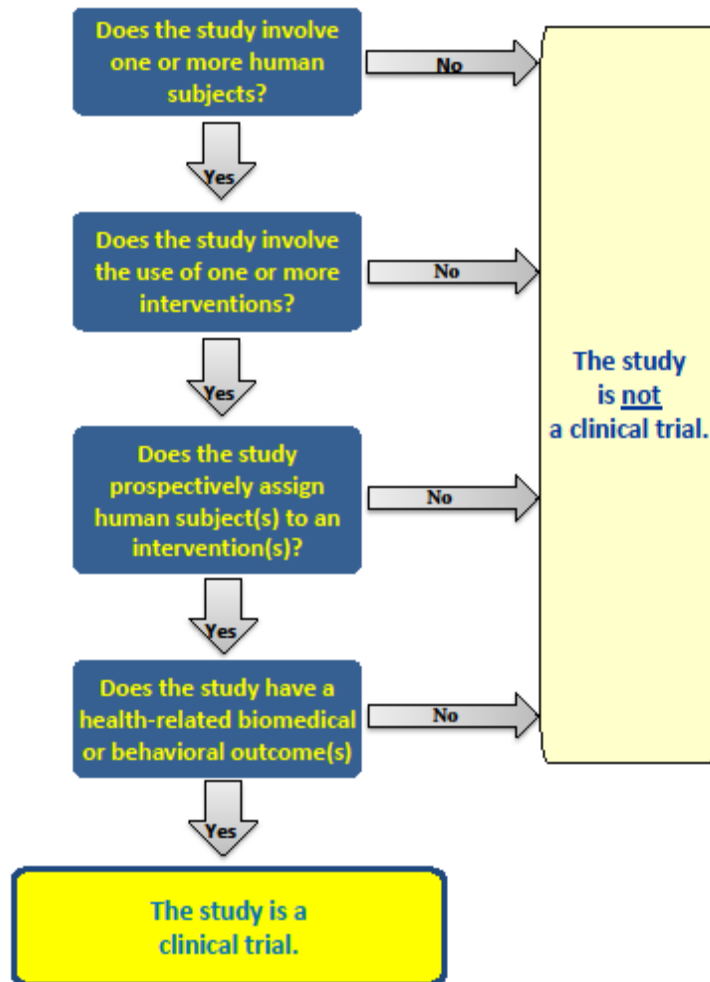 Does the study involve
one or more human
subjects?
No
Yes
Does the study involve
the use of one or more
interventions?
No
Yes
The study
is not
a clinical trial.
Does the study
prospectively assign
human subject(s) to an
intervention(s)?
No
Yes
Does the study have a
health-related biomedical
or behavioral outcome(s)
No
Yes
The study is a
clinical trial.